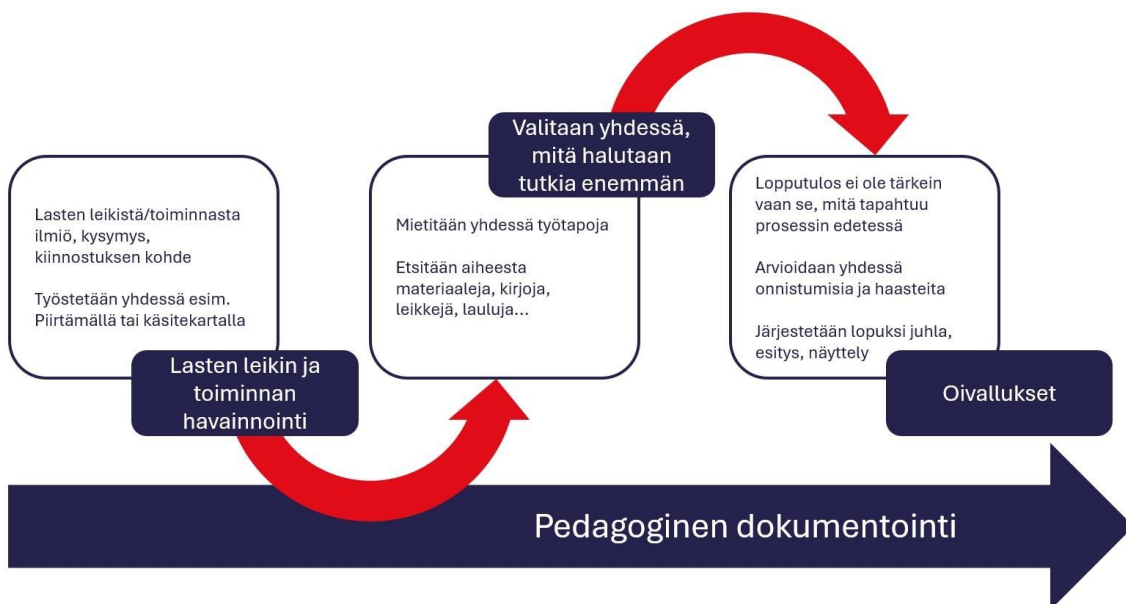 Lasten leikistä/toiminnasta
ilmiö, kysymys,
kiinnostuksen kohde
Työstetään yhdessä esim.
Piirtämällä tai käsitekartalla
Lasten leikin ja
toiminnan
havainnointi
Valitaan yhdessä,
mitä halutaan
tutkia enemmän
Mietitään yhdessä työtapoja
Etsitään aiheesta
materiaaleja, kirjoja,
leikkejä, lauluja...
Lopputulos ei ole tärkein
vaan se, mitä tapahtuu
prosessin edetessä
Arvioidaan yhdessä
onnistumisia ja haasteita
Järjestetään lopuksi juhla,
esitys, näyttely
Oivallukset
Pedagoginen dokumentointi